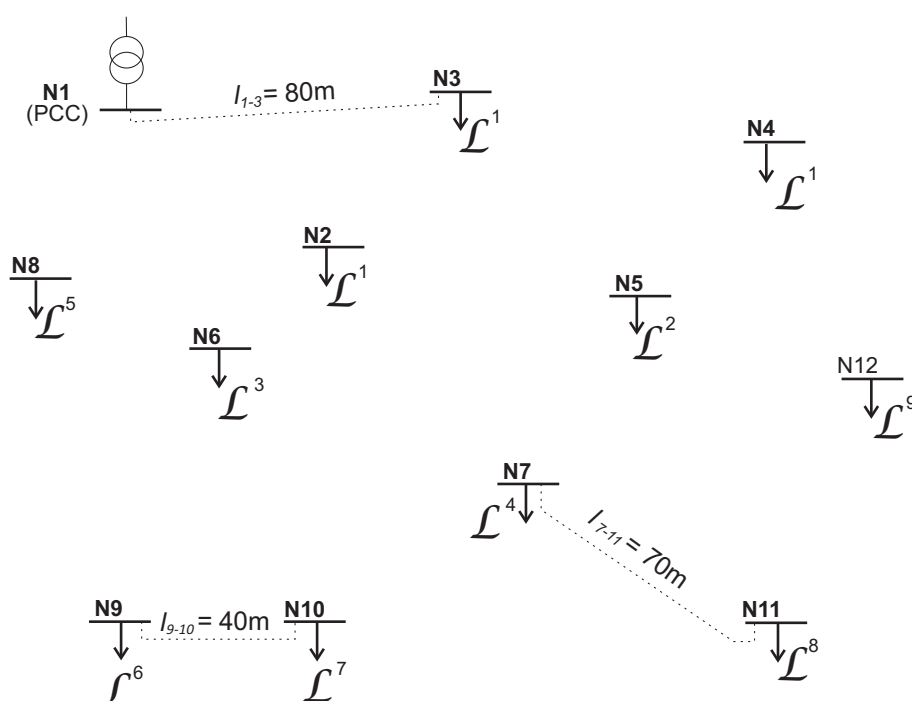 N1
(PCC)
l1-3 = 80m
N3
ℒ1
N4
ℒ1
N2
ℒ1
N8
ℒ5
N5
ℒ2
N6
ℒ3
N12
ℒ9
N7
ℒ4
l7-11 = 70m
N9
ℒ6
l9-10 = 40m
N10
ℒ7
N11
ℒ8